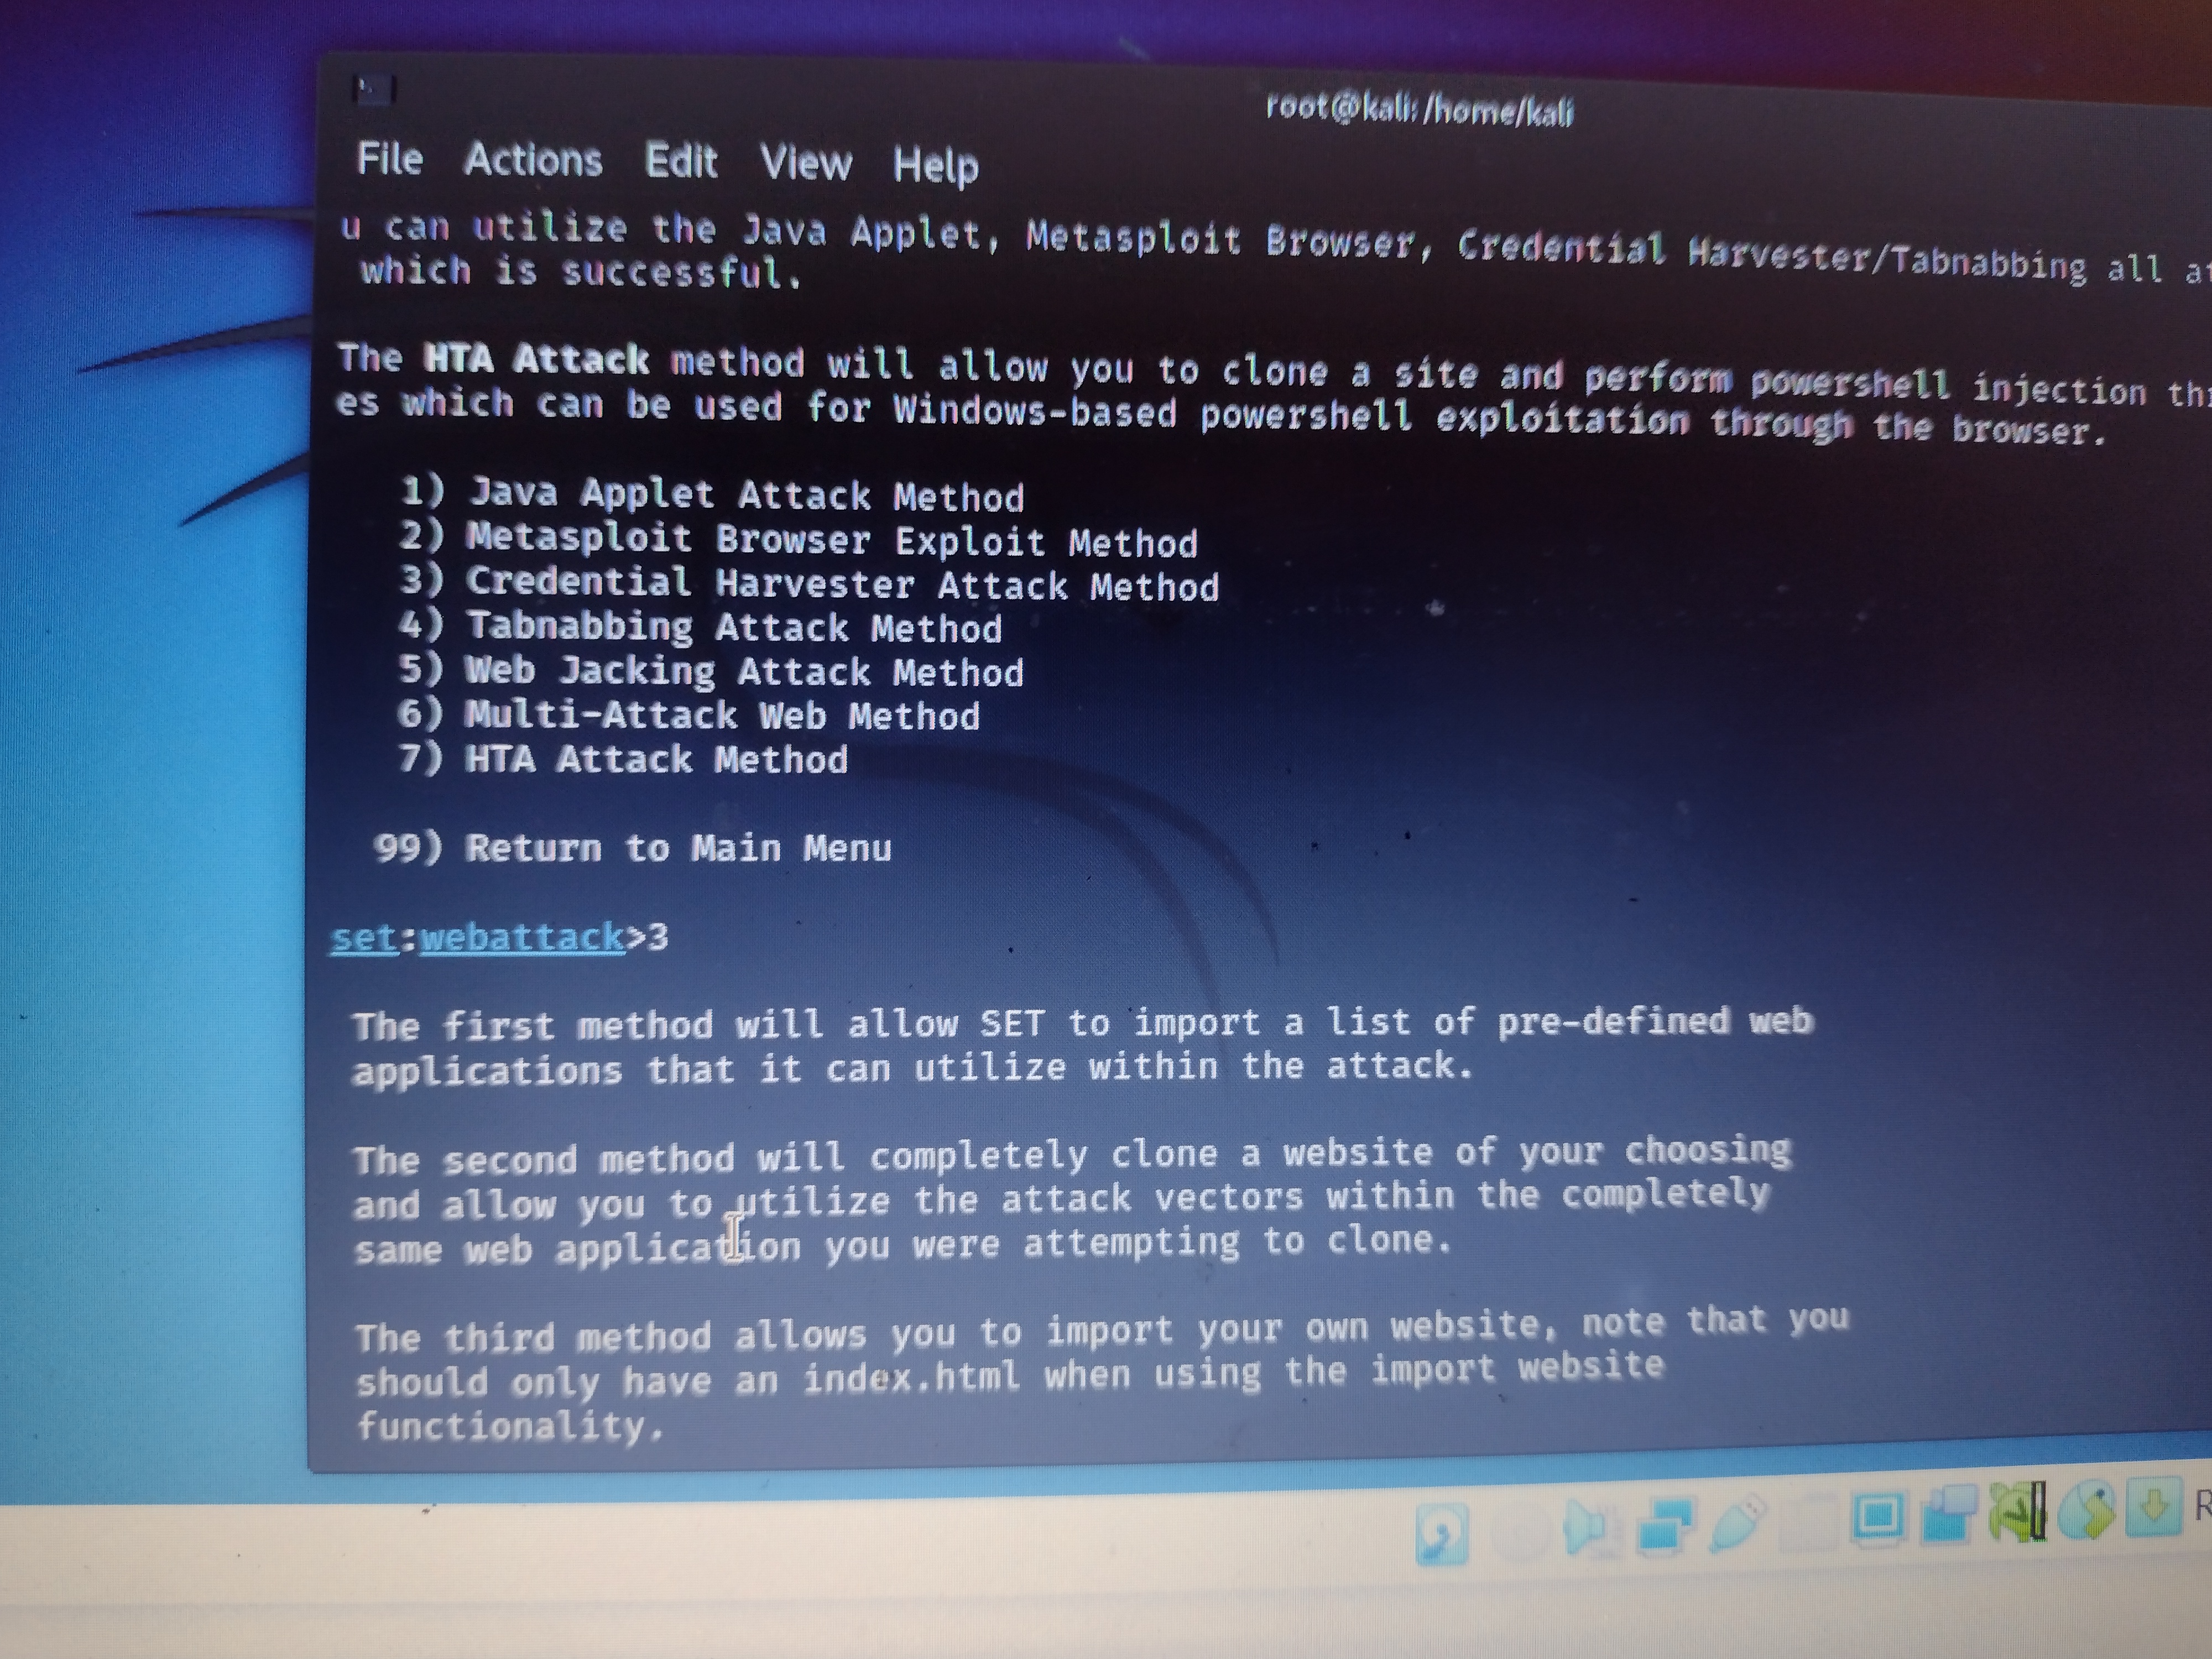 root@kali:/home/kali
File Actions Edit View Help
u can utilize the Java Applet, Metasploit Browser, Credential Harvester/Tabnabbing all
which is successful.
The HTA Attack method will allow you to clone a site and perform powershell injection
es which can be used for Windows-based powershell exploitation through the browser.
1) Java Applet Attack Method
2) Metasploit Browser Exploit Method
3) Credential Harvester Attack Method
4) Tabnabbing Attack Method
5) Web Jacking Attack Method
6) Multi-Attack Web Method
7) HTA Attack Method
99) Return to Main Menu
set:webattack>3
The first method will allow SET to import a list of pre-defined web
applications that it can utilize within the attack.
The second method will completely clone a website of your choosing
and allow you to utilize the attack vectors within the completely
same web application you were attempting to clone.
The third method allows you to import your own website, note that you
should only have an index.html when using the import website
functionality.